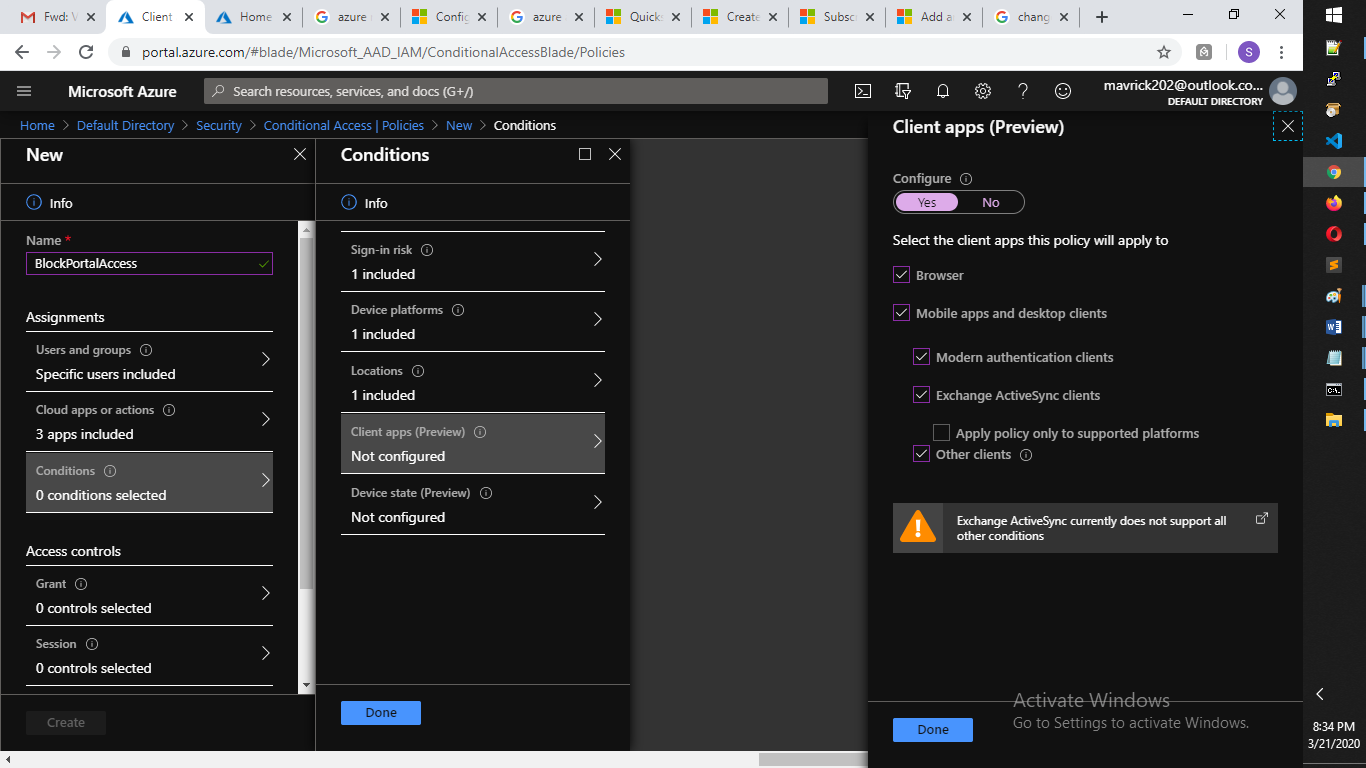 Fwd: V
Client
Home
azure
Config
azure
Quick
Create
Subsc
Add a
chang
portal.azure.com/#blade/Microsoft_AAD_IAM/ConditionalAccessBlade/Policies
S
Microsoft Azure
Search resources, services, and docs (G+/)
mavrick202@outlook.co...
DEFAULT DIRECTORY
Home > Default Directory > Security > Conditional Access | Policies > New > Conditions
New
Info
Name *
BlockPortalAccess
Assignments
Users and groups
Specific users included
Cloud apps or actions
3 apps included
Conditions
0 conditions selected
Access controls
Grant
0 controls selected
Session
0 controls selected
Create
Conditions
Info
Sign-in risk
1 included
Device platforms
1 included
Locations
1 included
Client apps (Preview)
Not configured
Device state (Preview)
Not configured
Done
Client apps (Preview)
Configure
Yes No
Select the client apps this policy will apply to
Browser
Mobile apps and desktop clients
Modern authentication clients
Exchange ActiveSync clients
Apply policy only to supported platforms
Other clients
Exchange ActiveSync currently does not support all
other conditions
Activate Windows
Go to Settings to activate Windows.
Done
8:34 PM
3/21/2020